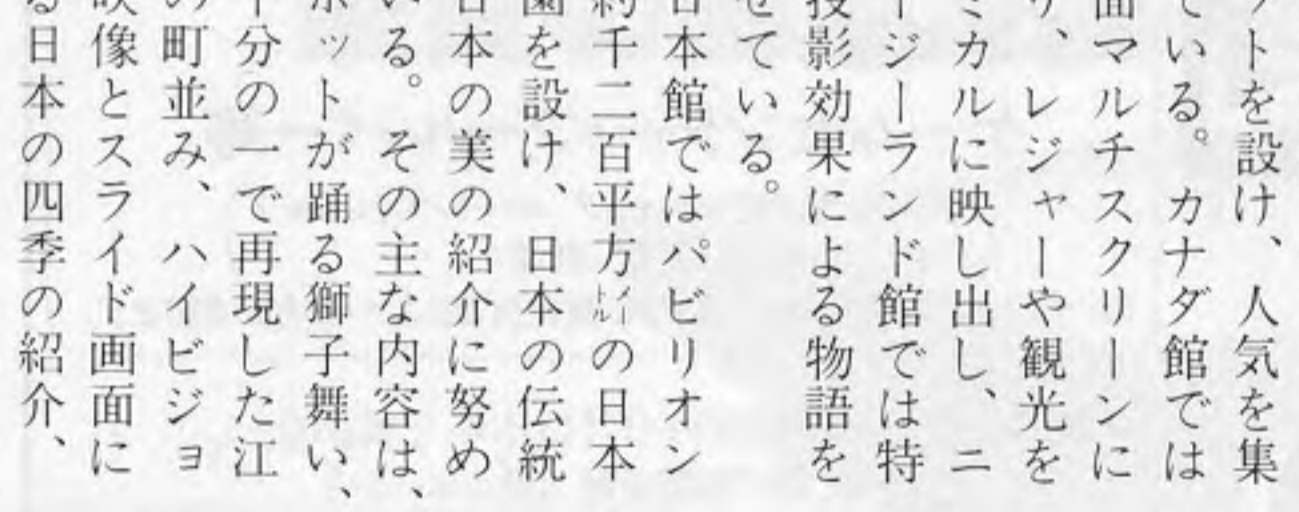 トを設け、人気を集
ている。カナダ館では
面マルチスクリーンに
、レジャーや観光を
ミカルに映し出し、ニ
ージーランド館では特
投影効果による物語を
せている。
日本館ではパビリオン
約千二百平方メートルの日本
園を設け、日本の伝統
日本の美の紹介に努め
いる。その主な内容は、
ボットが踊る獅子舞い、
十分の一で再現した江
の町並み、ハイビジョ
映像とスライド画面に
る日本の四季の紹介、